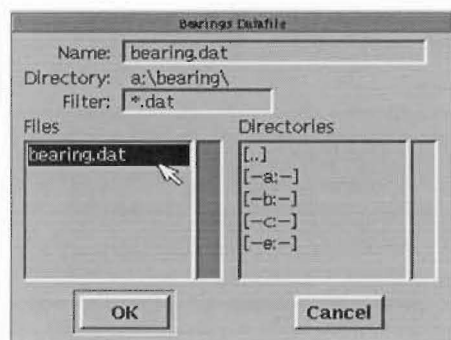 Bearings Datafile
Name: bearing.dat
Directory: a:\bearing\
Filter: *.dat
Files Directories
bearing.dat [..]
[-a:-]
[-b:-]
[-c:-]
[-e:-]
OK Cancel